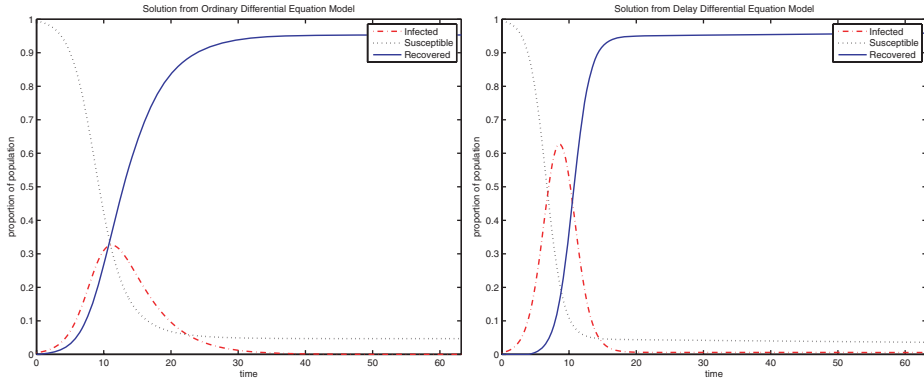 Solution from Ordinary Differential Equation Model
1
0.9
0.8
0.7
0.6
0.5
0.4
0.3
0.2
0.1
0
proportion of population
Infected
Susceptible
Recovered
0 10 20 30 40 50 60
time
Solution from Delay Differential Equation Model
1
0.9
0.8
0.7
0.6
0.5
0.4
0.3
0.2
0.1
0
proportion of population
Infected
Susceptible
Recovered
0 10 20 30 40 50 60
time